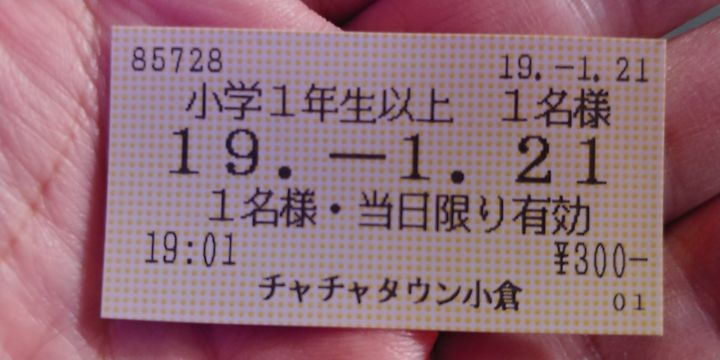 85728 19.-1.21
小学1年生以上 1名様
19.-1.21
1名様・当日限り有効
19:01 ¥300-
チャチャタウン小倉 01